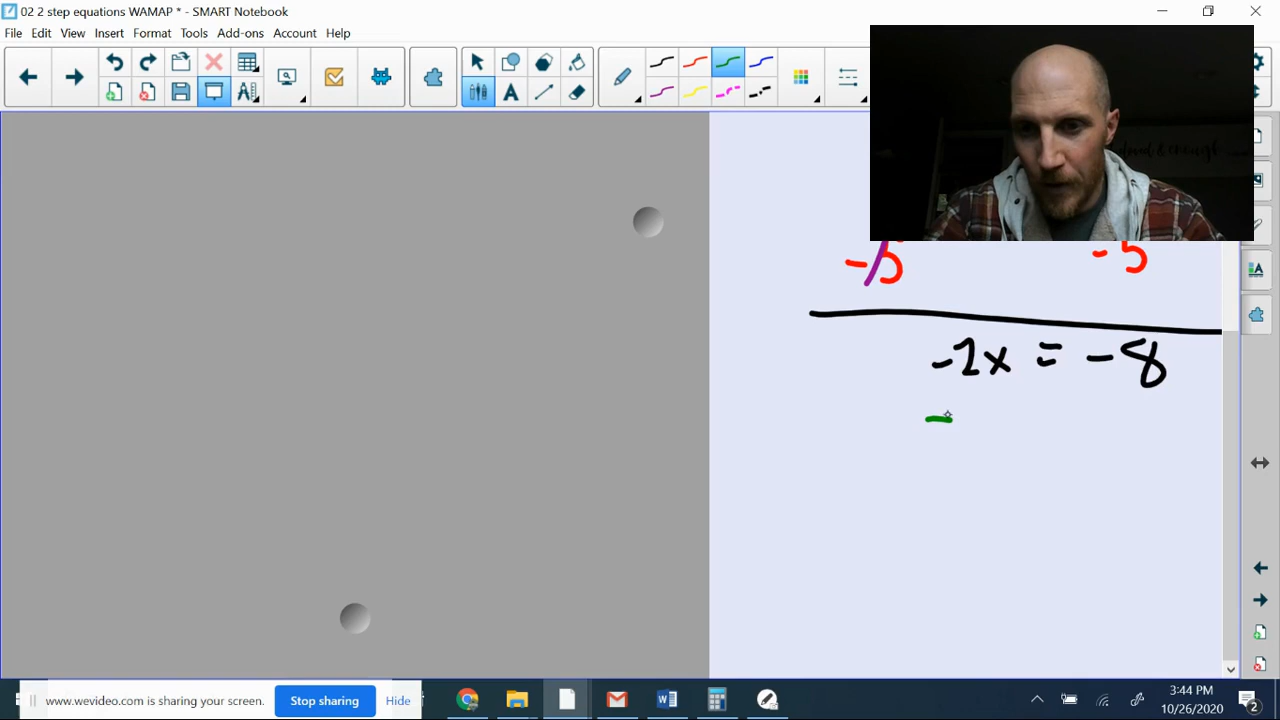 02 2 step equations WAMAP * - SMART Notebook
File Edit View Insert Format Tools Add-ons Account Help
-5 -5
-2x = -8
-
www.wevideo.com is sharing your screen. Stop sharing Hide
3:44 PM
10/26/2020
2